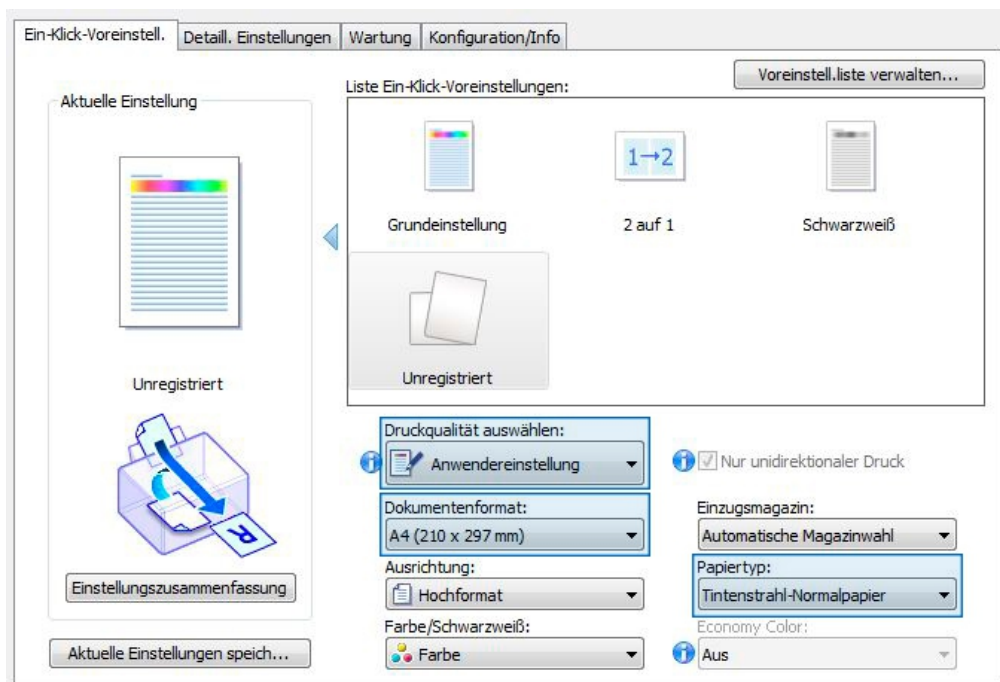 Ein-Klick-Voreinstell.
Detaill. Einstellungen
Wartung
Konfiguration/Info
Voreinstell.liste verwalten...
Aktuelle Einstellung
Liste Ein-Klick-Voreinstellungen:
1→2
Grundeinstellung
2 auf 1
Schwarzweiß
Unregistriert
Unregistriert
R
Einstellungszusammenfassung
Aktuelle Einstellungen speich...
Druckqualität auswählen:
Anwendereinstellung
Nur unidirektionaler Druck
Dokumentenformat:
A4 (210 x 297 mm)
Einzugsmagazin:
Automatische Magazinwahl
Ausrichtung:
Hochformat
Papiertyp:
Tintenstrahl-Normalpapier
Farbe/Schwarzweiß:
Farbe
Economy Color:
Aus